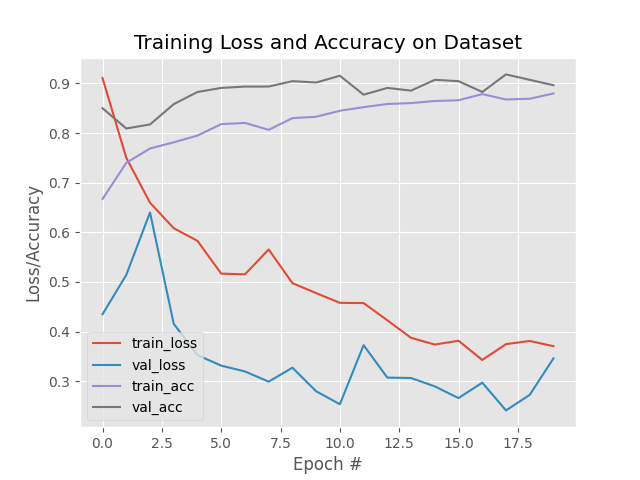 Training Loss and Accuracy on Dataset
Loss/Accuracy
0.9
0.8
0.7
0.6
0.5
0.4
0.3
train_loss
val_loss
train_acc
val_acc
0.0 2.5 5.0 7.5 10.0 12.5 15.0 17.5
Epoch #